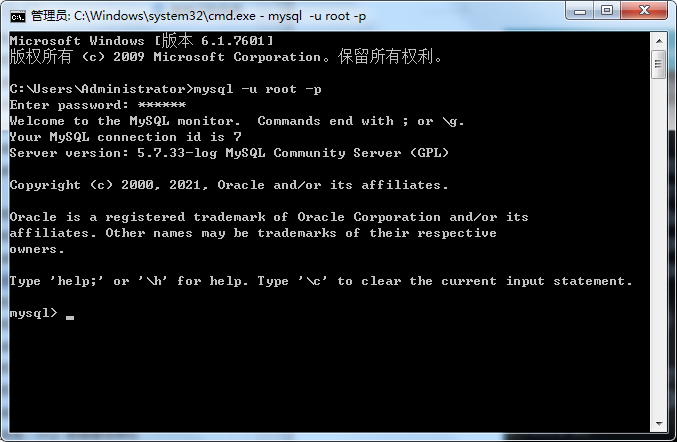 管理员: C:\Windows\system32\cmd.exe - mysql  -u root -p
Microsoft Windows [版本 6.1.7601]
版权所有 (c) 2009 Microsoft Corporation。保留所有权利。
C:\Users\Administrator>mysql -u root -p
Enter password: ******
Welcome to the MySQL monitor.  Commands end with ; or \g.
Your MySQL connection id is 7
Server version: 5.7.33-log MySQL Community Server (GPL)
Copyright (c) 2000, 2021, Oracle and/or its affiliates.
Oracle is a registered trademark of Oracle Corporation and/or its
affiliates. Other names may be trademarks of their respective
owners.
Type 'help;' or '\h' for help. Type '\c' to clear the current input statement.
mysql> _